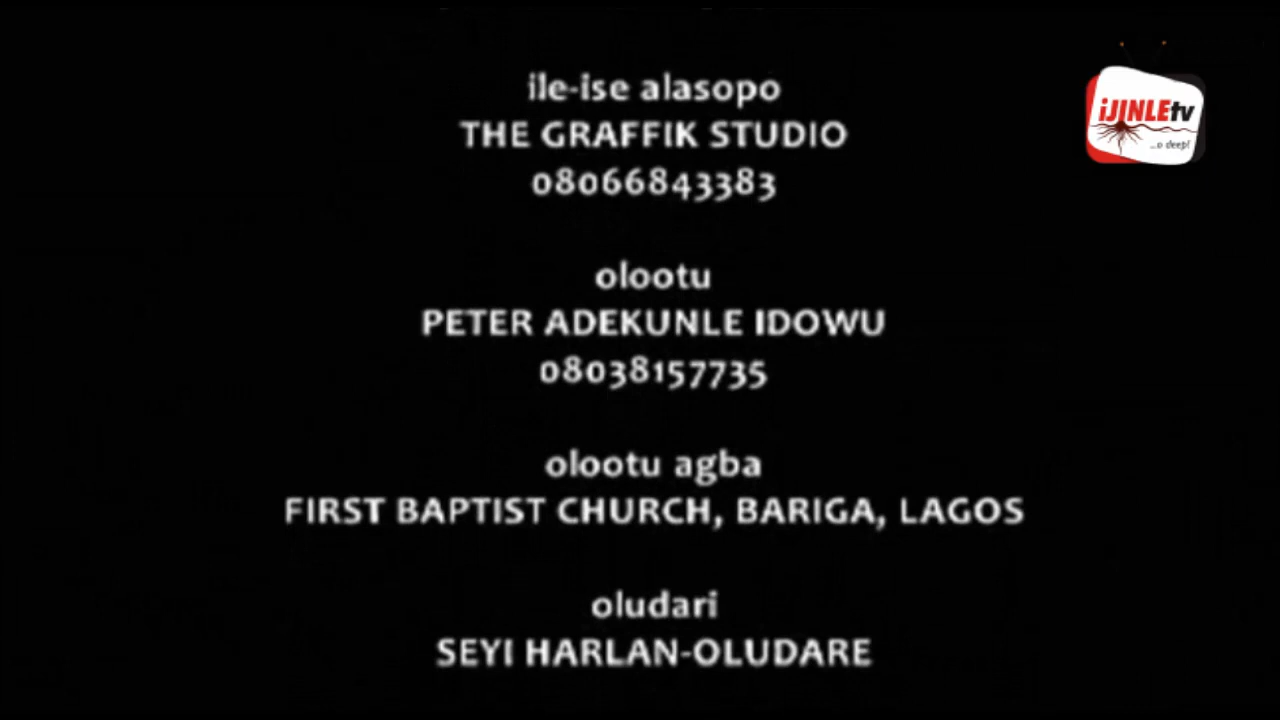 ile-ise alasopo
THE GRAFFIK STUDIO
08066843383
olootu
PETER ADEKUNLE IDOWU
08038157735
olootu agba
FIRST BAPTIST CHURCH, BARIGA, LAGOS
oludari
SEYI HARLAN-OLUDARE
iJINLEtv
...o deep!